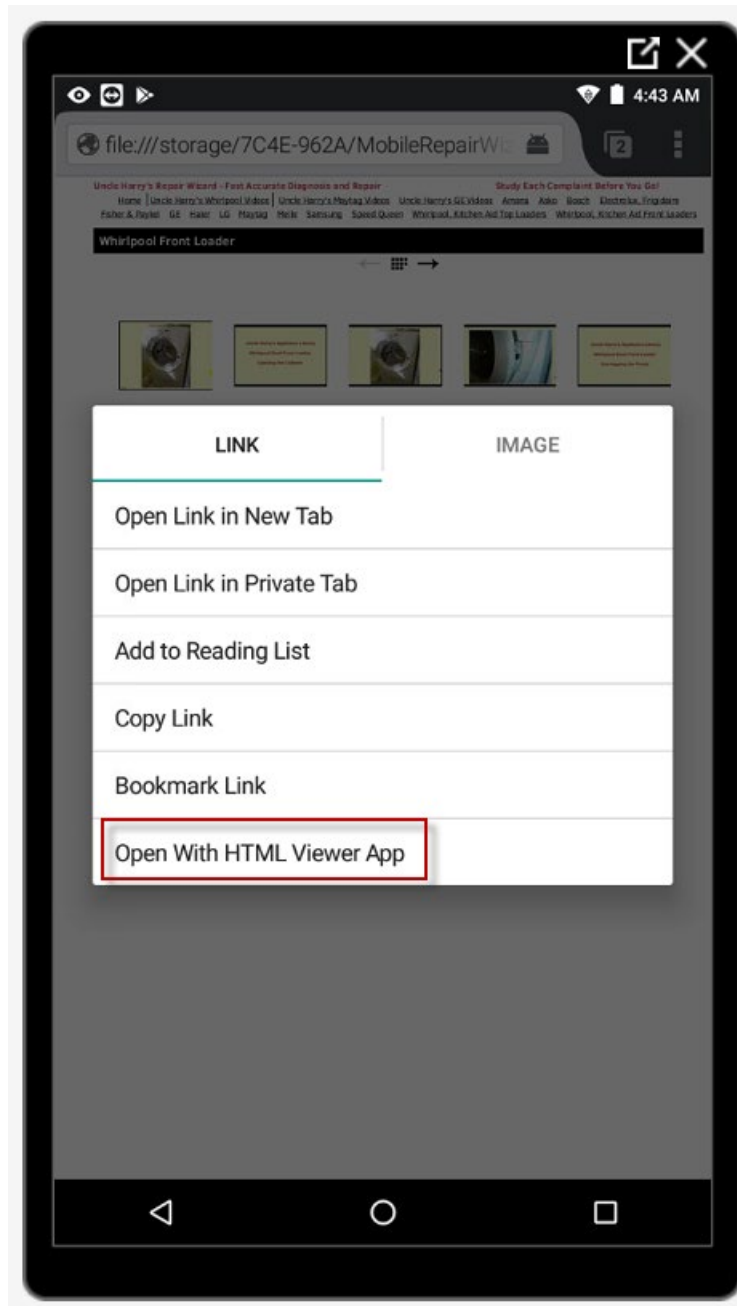 4:43 AM
file:///storage/7C4E-962A/MobileRepairWiz
2
Uncle Harry's Repair Wizard - Fast Accurate Diagnosis and Repair Study Each Complaint Before You Go!
Home | Uncle Harry's Whirlpool Videos | Uncle Harry's Maytag Videos Uncle Harry's GE Videos Amana Asko Bosch Electrolux, Frigidaire
Fisher & Paykel GE Haier LG Maytag Meile Samsung Speed Queen Whirlpool, Kitchen Aid Top Loaders Whirlpool, Kitchen Aid Front Loaders
Whirlpool Front Loader
LINK
IMAGE
Open Link in New Tab
Open Link in Private Tab
Add to Reading List
Copy Link
Bookmark Link
Open With HTML Viewer App